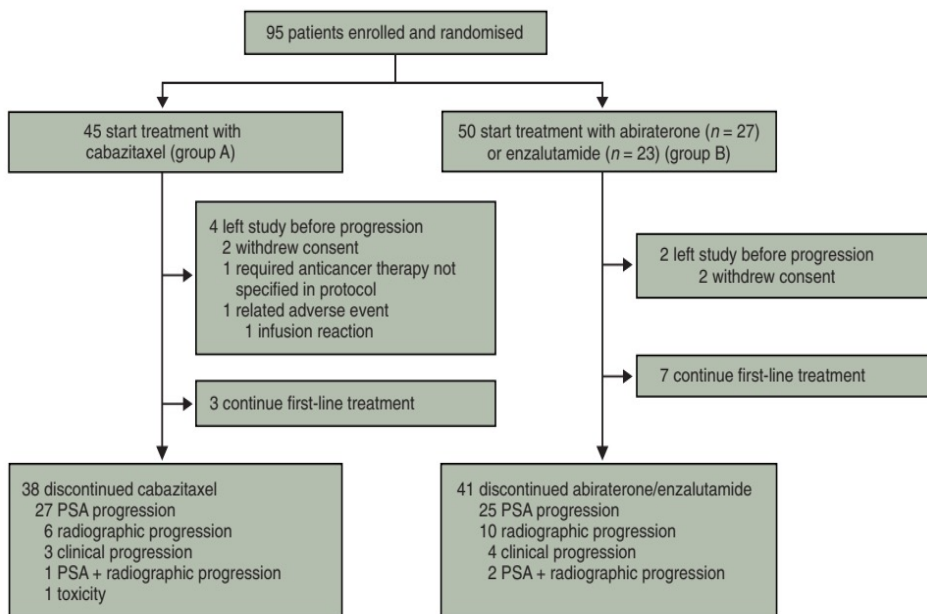 95 patients enrolled and randomised
45 start treatment with
cabazitaxel (group A)
50 start treatment with abiraterone (n = 27)
or enzalutamide (n = 23) (group B)
4 left study before progression
2 withdrew consent
1 required anticancer therapy not
specified in protocol
1 related adverse event
1 infusion reaction
2 left study before progression
2 withdrew consent
3 continue first-line treatment
7 continue first-line treatment
38 discontinued cabazitaxel
27 PSA progression
6 radiographic progression
3 clinical progression
1 PSA + radiographic progression
1 toxicity
41 discontinued abiraterone/enzalutamide
25 PSA progression
10 radiographic progression
4 clinical progression
2 PSA + radiographic progression